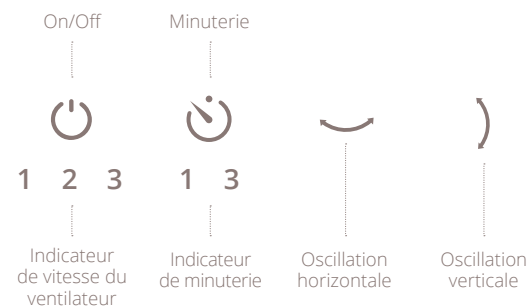 On/Off
Minuterie
1 2 3
1 3
Indicateur
de vitesse du
ventilateur
Indicateur
de minuterie
Oscillation
horizontale
Oscillation
verticale